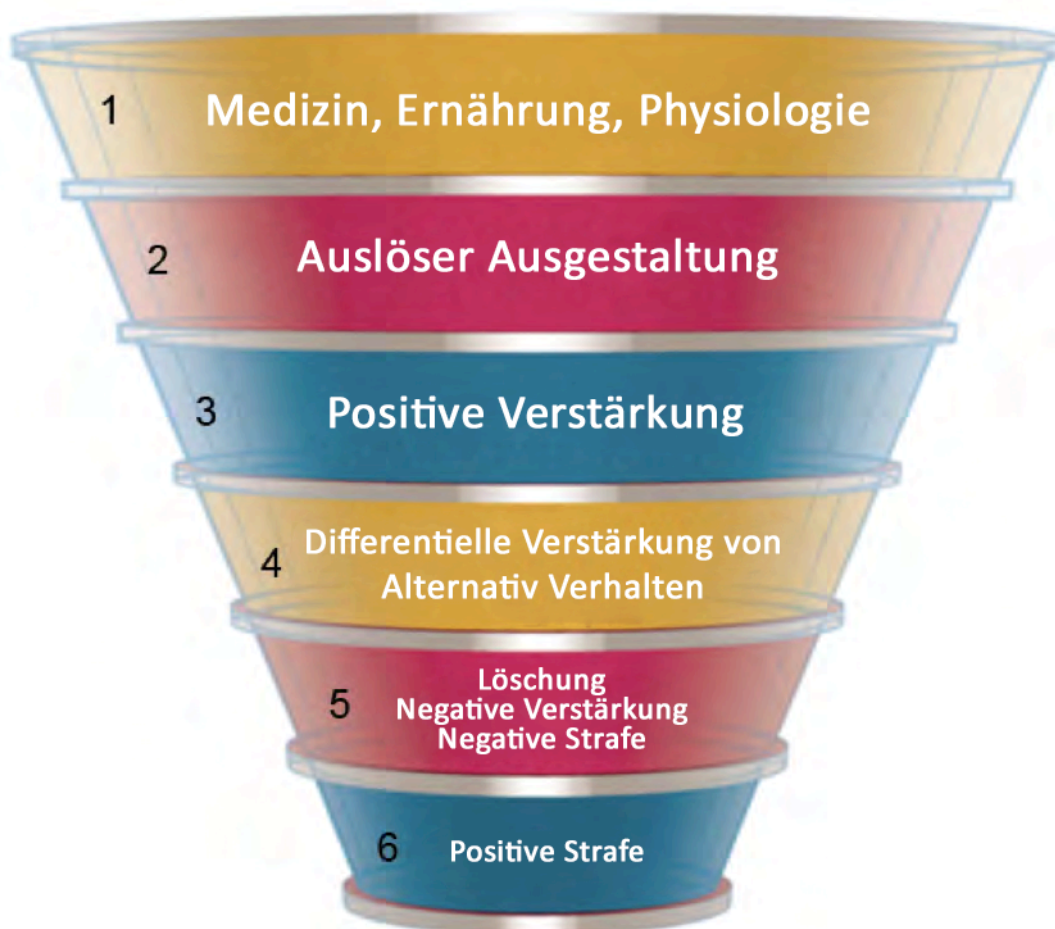 1 Medizin, Ernährung, Physiologie
2 Auslöser Ausgestaltung
3 Positive Verstärkung
4 Differentielle Verstärkung von
Alternativ Verhalten
5 Löschung
Negative Verstärkung
Negative Strafe
6 Positive Strafe